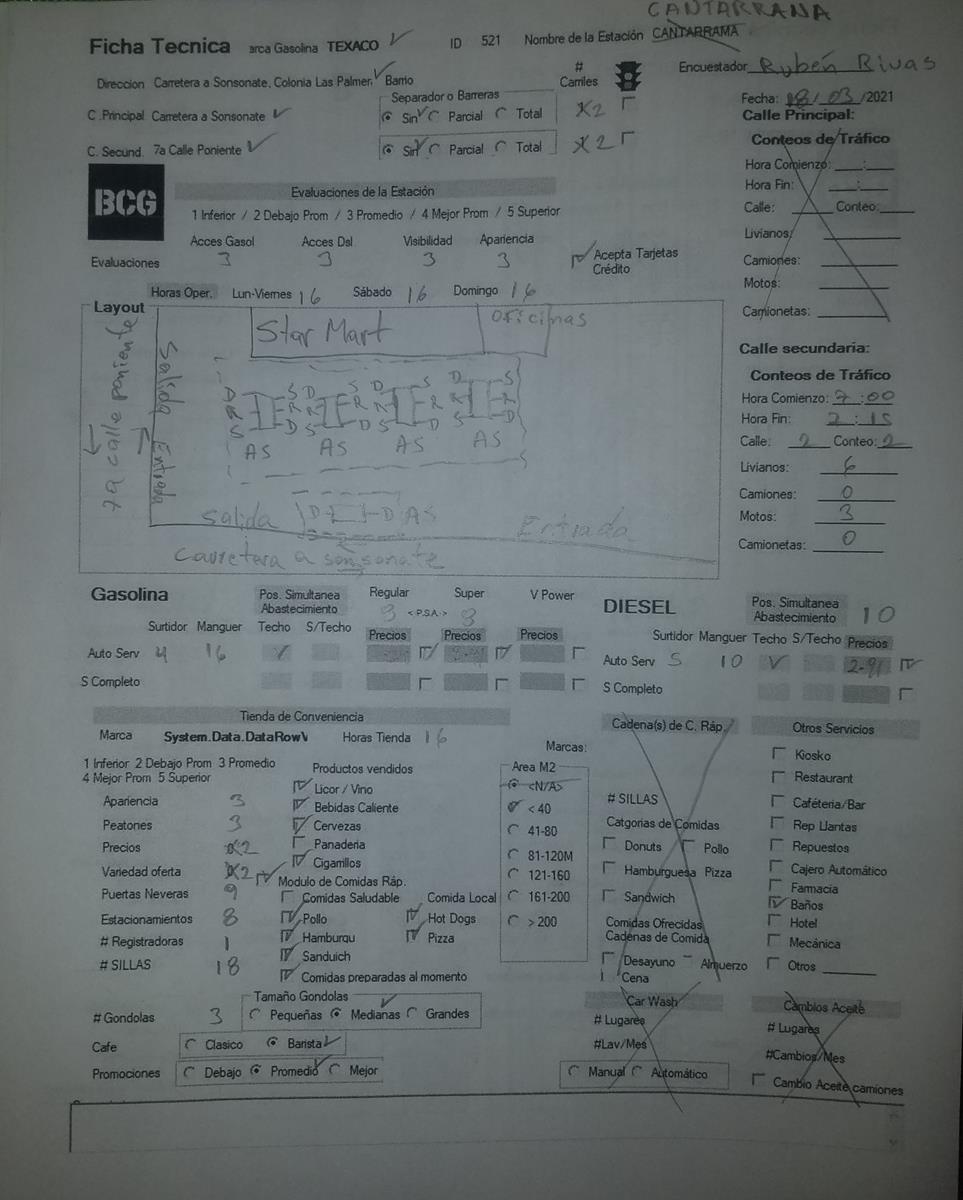 CANTARRANA
Ficha Tecnica arca Gasolina TEXACO ID 521 Nombre de la Estación CANTARRAMA
Encuestador Rubén Rivas
Direccion Carretera a Sonsonate, Colonia Las Palmer, Barrio
# Carriles
Fecha: 18/03/2021
Separador o Barreras
C .Principal Carretera a Sonsonate Sin Parcial Total X2
C. Secund. 7a Calle Poniente Sin Parcial Total X2
Calle Principal:
Conteos de Tráfico
Hora Comienzo: __:__
Hora Fin: __:__
Calle: ____ Conteo:____
Livianos:
Camiones:
Motos:
Camionetas:
BCG
Evaluaciones de la Estación
1 Inferior / 2 Debajo Prom / 3 Promedio / 4 Mejor Prom / 5 Superior
Acces Gasol Acces Dsl Visibilidad Apariencia
Evaluaciones 3 3 3 3
Acepta Tarjetas Crédito
Horas Oper. Lun-Viernes 16 Sábado 16 Domingo 16
Layout
Star Mart
Oficinas
7a calle poniente
Salida
Entrada
D S D S D S D S
R R R R R R R R
S D S D S D S D
AS AS AS AS
Salida D D AS Entrada
Carretera a sonsonate
Calle secundaria:
Conteos de Tráfico
Hora Comienzo: 2:00
Hora Fin: 2:15
Calle: 2 Conteo: 2
Livianos: 6
Camiones: 0
Motos: 3
Camionetas: 0
Gasolina
Pos. Simultanea Abastecimiento
Regular Super V Power
8 <-P.S.A.-> 8
Surtidor Manguer Techo S/Techo Precios Precios Precios
Auto Serv 4 16
S Completo
DIESEL
Pos. Simultanea Abastecimiento 10
Surtidor Manguer Techo S/Techo Precios
Auto Serv 5 10 2-91
S Completo
Tienda de Conveniencia
Marca System.Data.DataRowV Horas Tienda 16
1 Inferior 2 Debajo Prom 3 Promedio
4 Mejor Prom 5 Superior
Apariencia 3
Peatones 3
Precios 2
Variedad oferta 2
Puertas Neveras 9
Estacionamientos 8
# Registradoras 1
# SILLAS 18
Productos vendidos
Licor / Vino
Bebidas Caliente
Cervezas
Panaderia
Cigarrillos
Modulo de Comidas Ráp.
Comidas Saludable Comida Local
Pollo Hot Dogs
Hamburqu Pizza
Sanduich
Comidas preparadas al momento
Marcas:
Area M2
<N/A>
< 40
41-80
81-120M
121-160
161-200
> 200
Tamaño Gondolas
# Gondolas 3 Pequeñas Medianas Grandes
Cafe Clasico Barista
Promociones Debajo Promedio Mejor
Cadena(s) de C. Ráp.
# SILLAS
Catgorias de Comidas
Donuts Pollo
Hamburguesa Pizza
Sandwich
Comidas Ofrecidas
Cadenas de Comida
Desayuno Almuerzo
Cena
Car Wash
# Lugares
#Lav/Mes
Manual Automático
Otros Servicios
Kiosko
Restaurant
Caféteria/Bar
Rep Llantas
Repuestos
Cajero Automático
Farmacia
Baños
Hotel
Mecánica
Otros
Cambios Aceite
# Lugares
#Cambios/Mes
Cambio Aceite camiones